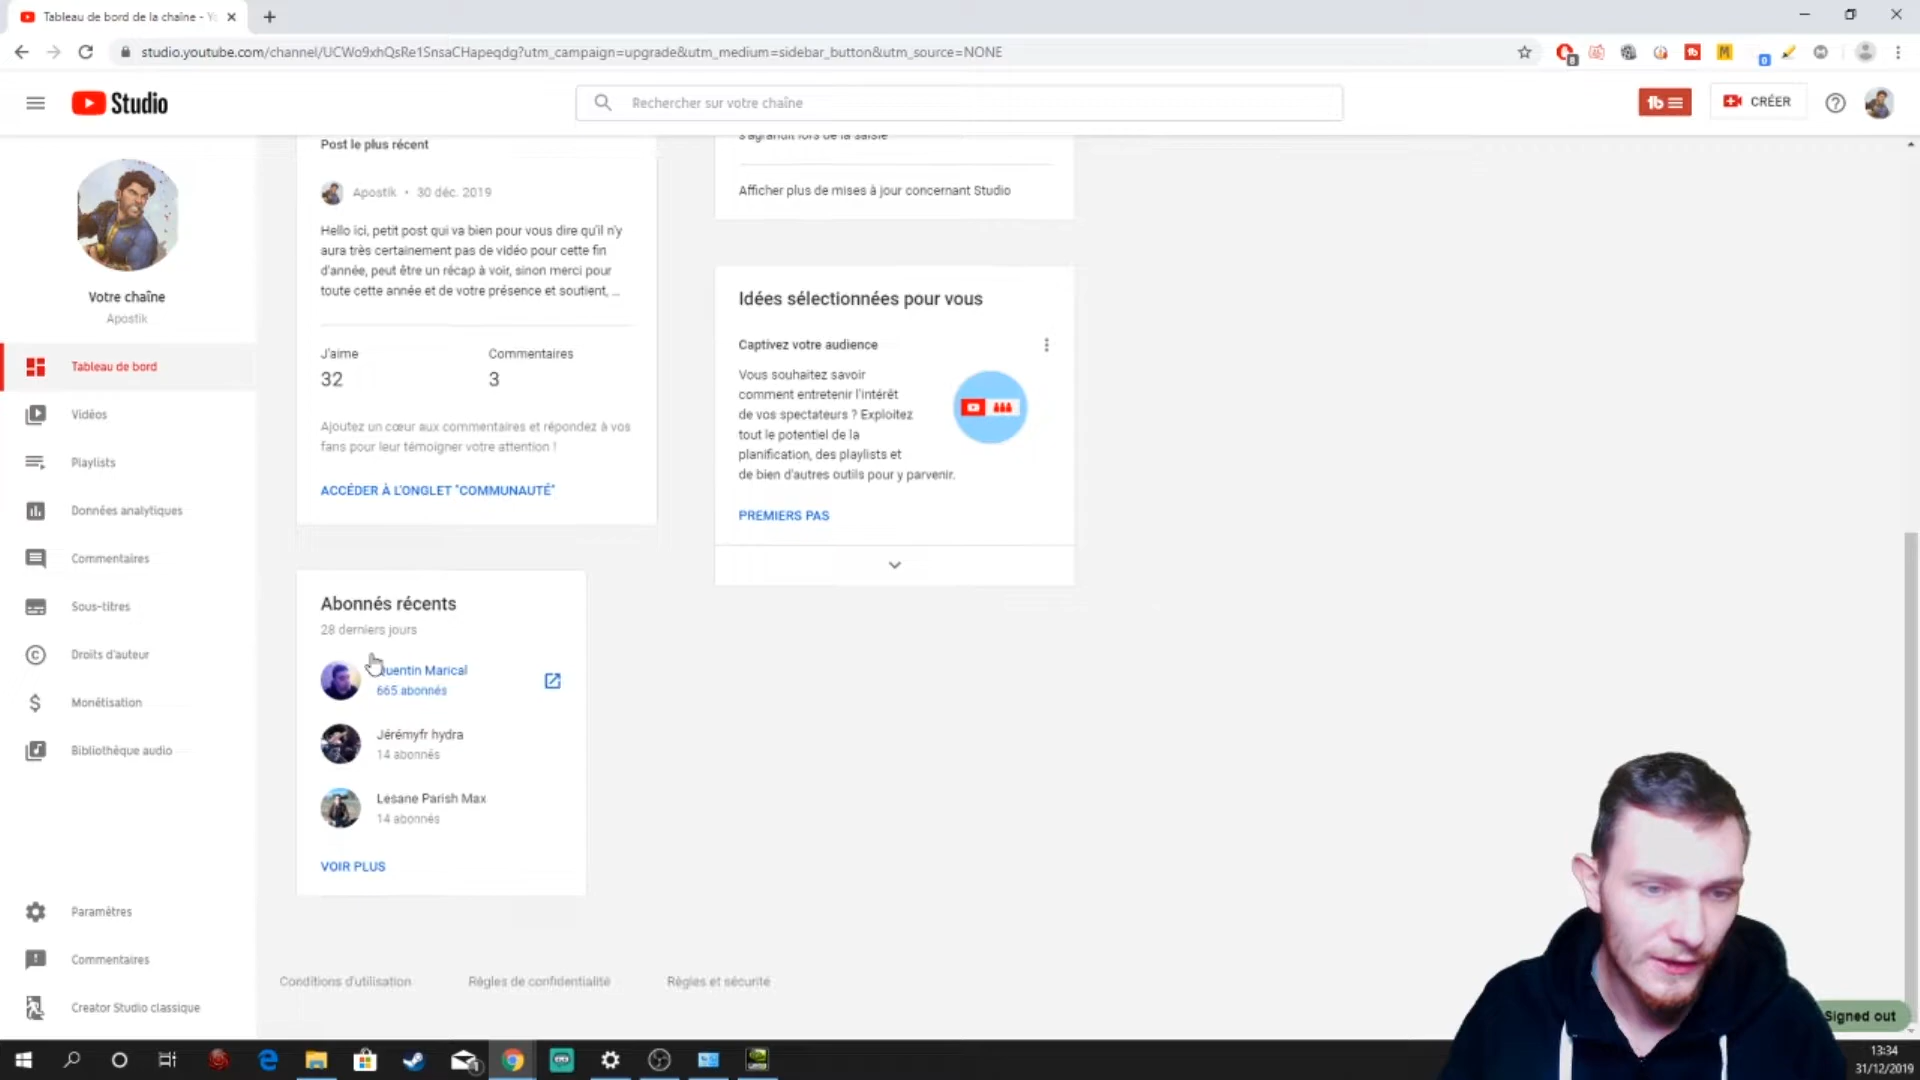 Tableau de bord de la chaîne - Y
studio.youtube.com/channel/UCWo9xhQsRe1SnsaCHapeqdg?utm_campaign=upgrade&utm_medium=sidebar_button&utm_source=NONE
Studio
Rechercher sur votre chaîne
CRÉER
Votre chaîne
Apostik
Tableau de bord
Vidéos
Playlists
Données analytiques
Commentaires
Sous-titres
Droits d'auteur
Monétisation
Bibliothèque audio
Paramètres
Commentaires
Creator Studio classique
Post le plus récent
Apostik • 30 déc. 2019
Hello ici, petit post qui va bien pour vous dire qu'il n'y
aura très certainement pas de vidéo pour cette fin
d'année, peut être un récap à voir, sinon merci pour
toute cette année et de votre présence et soutient, ...
J'aime
32
Commentaires
3
Ajoutez un cœur aux commentaires et répondez à vos
fans pour leur témoigner votre attention !
ACCÉDER À L'ONGLET "COMMUNAUTÉ"
Abonnés récents
28 derniers jours
Quentin Marical
665 abonnés
Jérémyfr hydra
14 abonnés
Lesane Parish Max
14 abonnés
VOIR PLUS
s'agrandit lors de la saisie
Afficher plus de mises à jour concernant Studio
Idées sélectionnées pour vous
Captivez votre audience
Vous souhaitez savoir
comment entretenir l'intérêt
de vos spectateurs ? Exploitez
tout le potentiel de la
planification, des playlists et
de bien d'autres outils pour y parvenir.
PREMIERS PAS
Conditions d'utilisation
Règles de confidentialité
Règles et sécurité
Signed out
13:34
31/12/2019